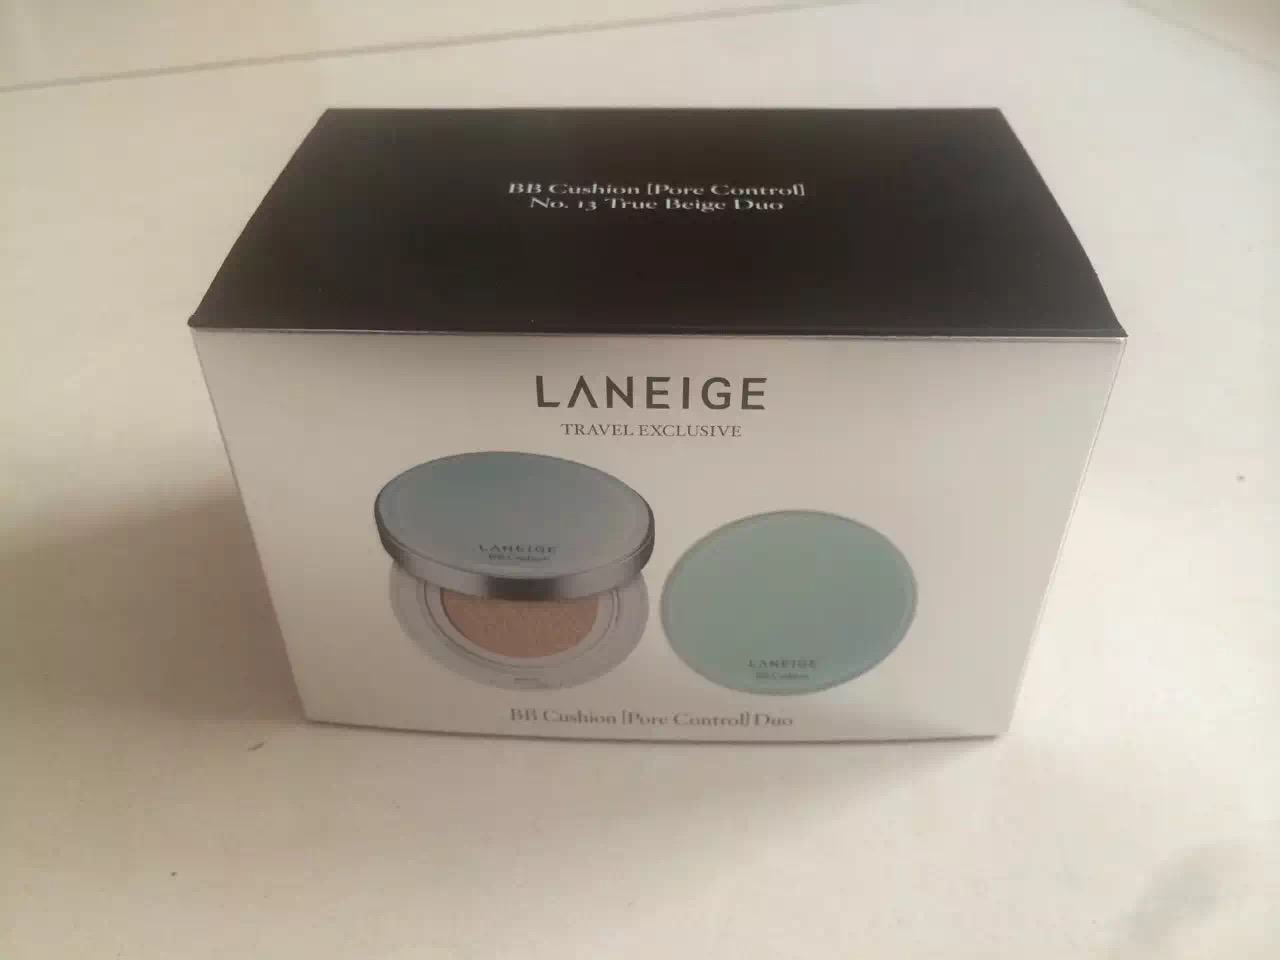 BB Cushion [Pore Control]
No. 13 True Beige Duo
LANEIGE
TRAVEL EXCLUSIVE
LANEIGE
BB Cushion
LANEIGE
BB Cushion
BB Cushion [Pore Control] Duo